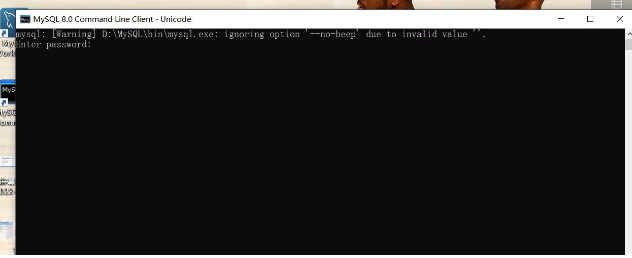 MySQL 8.0 Command Line Client - Unicode
mysql: [Warning] D:\MySQL\bin\mysql.exe: ignoring option '--no-beep' due to invalid value ''.
Enter password: